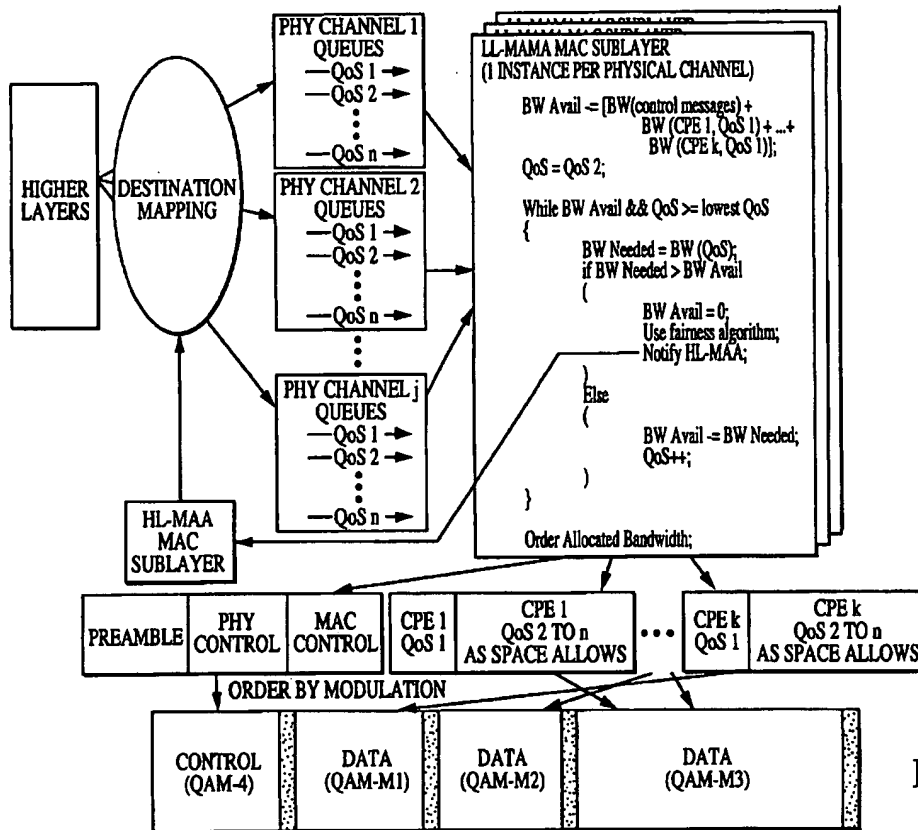 HIGHER
LAYERS
DESTINATION
MAPPING
PHY CHANNEL 1
QUEUES
QoS 1
QoS 2
QoS n
PHY CHANNEL 2
QUEUES
QoS 1
QoS 2
QoS n
PHY CHANNEL j
QUEUES
QoS 1
QoS 2
QoS n
HL-MAA
MAC
SUBLAYER
LL-MAMA MAC SUBLAYER
(1 INSTANCE PER PHYSICAL CHANNEL)
BW Avail -= [BW(control messages) +
BW (CPE 1, QoS 1) + ...+
BW (CPE k, QoS 1)];
QoS = QoS 2;
While BW Avail && QoS >= lowest QoS
{
BW Needed = BW (QoS);
if BW Needed > BW Avail
(
BW Avail = 0;
Use fairness algorithm;
Notify HL-MAA;
)
Else
(
BW Avail -= BW Needed;
QoS++;
)
}
Order Allocated Bandwidth;
PREAMBLE
PHY
CONTROL
MAC
CONTROL
CPE 1
QoS 1
CPE 1
QoS 2 TO n
AS SPACE ALLOWS
•••
CPE k
QoS 1
CPE k
QoS 2 TO n
AS SPACE ALLOWS
ORDER BY MODULATION
CONTROL
(QAM-4)
DATA
(QAM-M1)
DATA
(QAM-M2)
DATA
(QAM-M3)